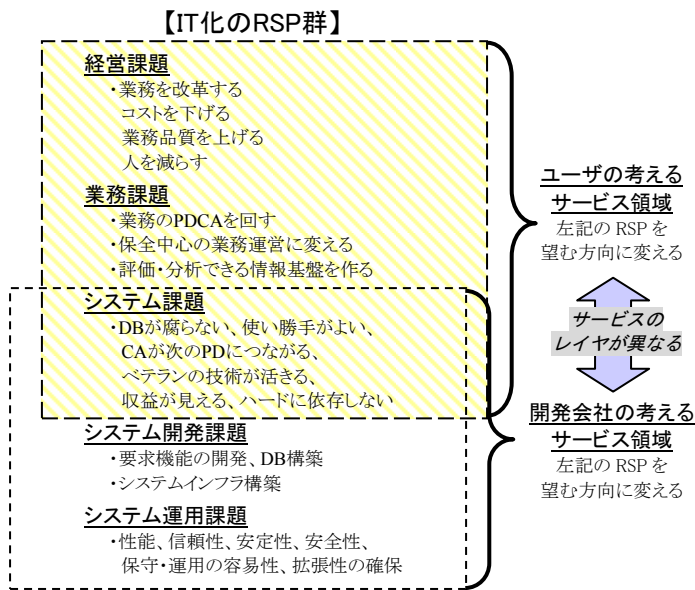 【IT化のRSP群】
経営課題
・業務を改革する
コストを下げる
業務品質を上げる
人を減らす
業務課題
・業務のPDCAを回す
・保全中心の業務運営に変える
・評価・分析できる情報基盤を作る
システム課題
・DBが腐らない、使い勝手がよい、
CAが次のPDにつながる、
ベテランの技術が活きる、
収益が見える、ハードに依存しない
システム開発課題
・要求機能の開発、DB構築
・システムインフラ構築
システム運用課題
・性能、信頼性、安定性、安全性、
保守・運用の容易性、拡張性の確保
ユーザの考える
サービス領域
左記の RSP を
望む方向に変える
サービスの
レイヤが異なる
開発会社の考える
サービス領域
左記の RSP を
望む方向に変える